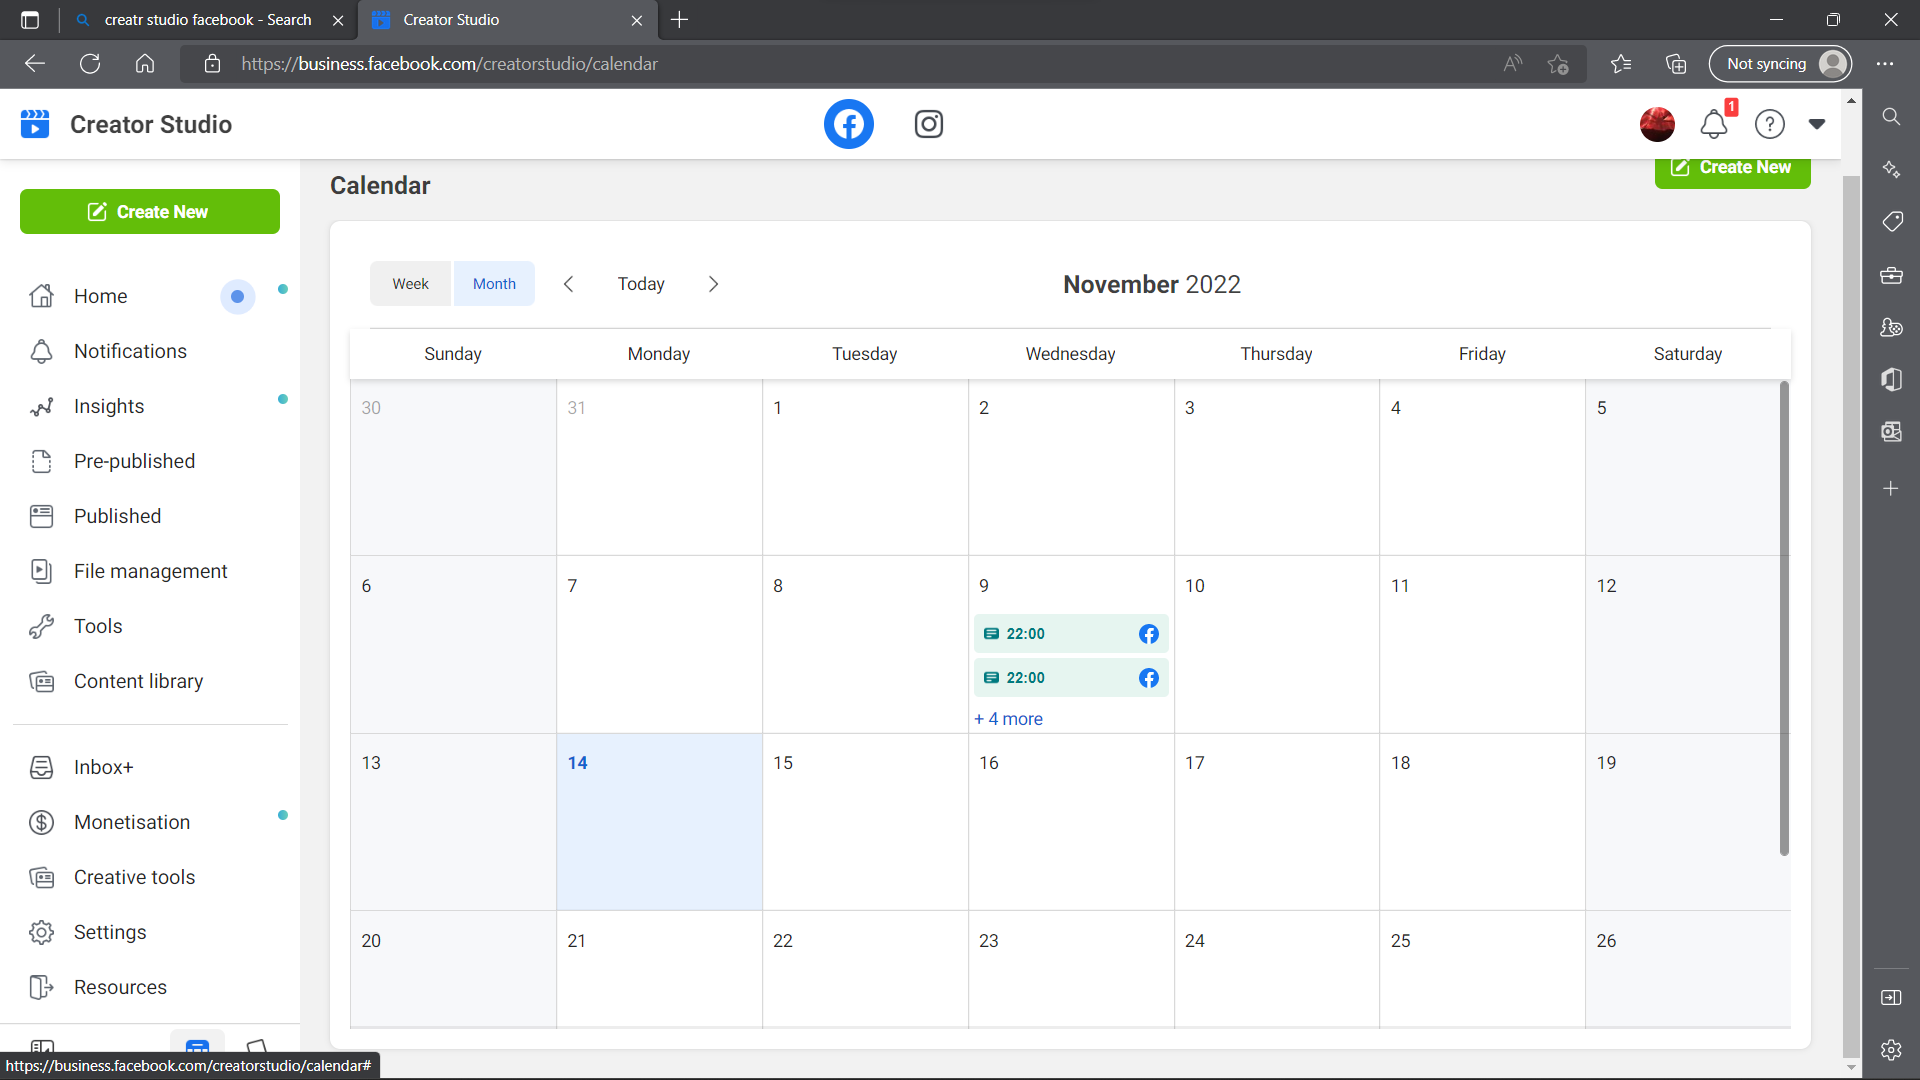 creatr studio facebook - Search
Creator Studio
https://business.facebook.com/creatorstudio/calendar
Not syncing
Creator Studio
1
Create New
Calendar
Create New
Week
Month
Today
November 2022
Home
Notifications
Insights
Pre-published
Published
File management
Tools
Content library
Inbox+
Monetisation
Creative tools
Settings
Resources
Sunday Monday Tuesday Wednesday Thursday Friday Saturday
30 31 1 2 3 4 5
6 7 8 9 10 11 12
22:00
22:00
+ 4 more
13 14 15 16 17 18 19
20 21 22 23 24 25 26
https://business.facebook.com/creatorstudio/calendar#